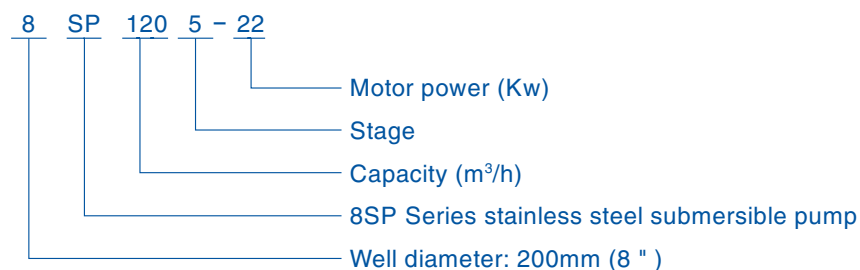 8 SP 120 5 - 22
Motor power (Kw)
Stage
Capacity (m³/h)
8SP Series stainless steel submersible pump
Well diameter: 200mm (8 " )